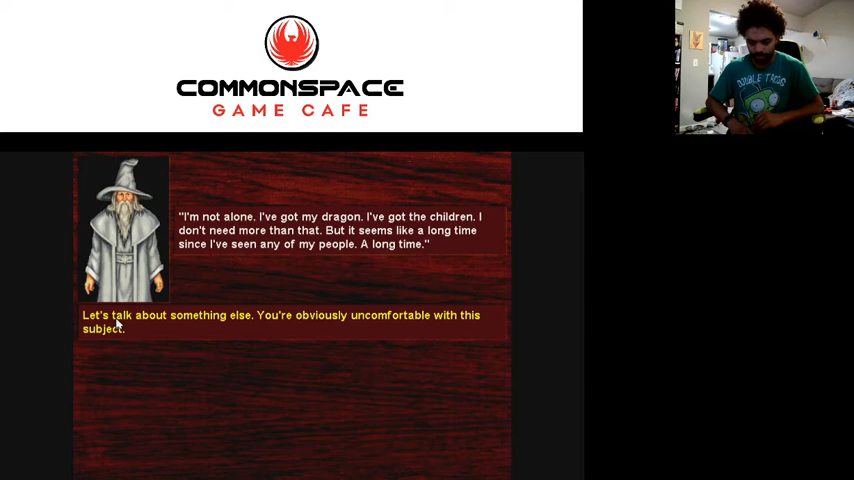 COMMONSPACE
GAME CAFE
DOUBLE TACOS
"I'm not alone. I've got my dragon. I've got the children. I
don't need more than that. But it seems like a long time
since I've seen any of my people. A long time."
Let's talk about something else. You're obviously uncomfortable with this
subject.